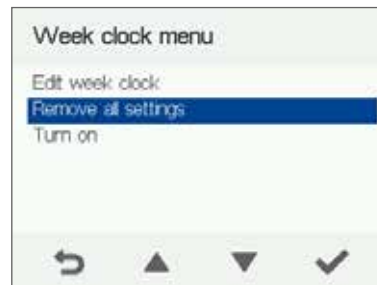 Week clock menu
Edit week clock
Remove all settings
Turn on